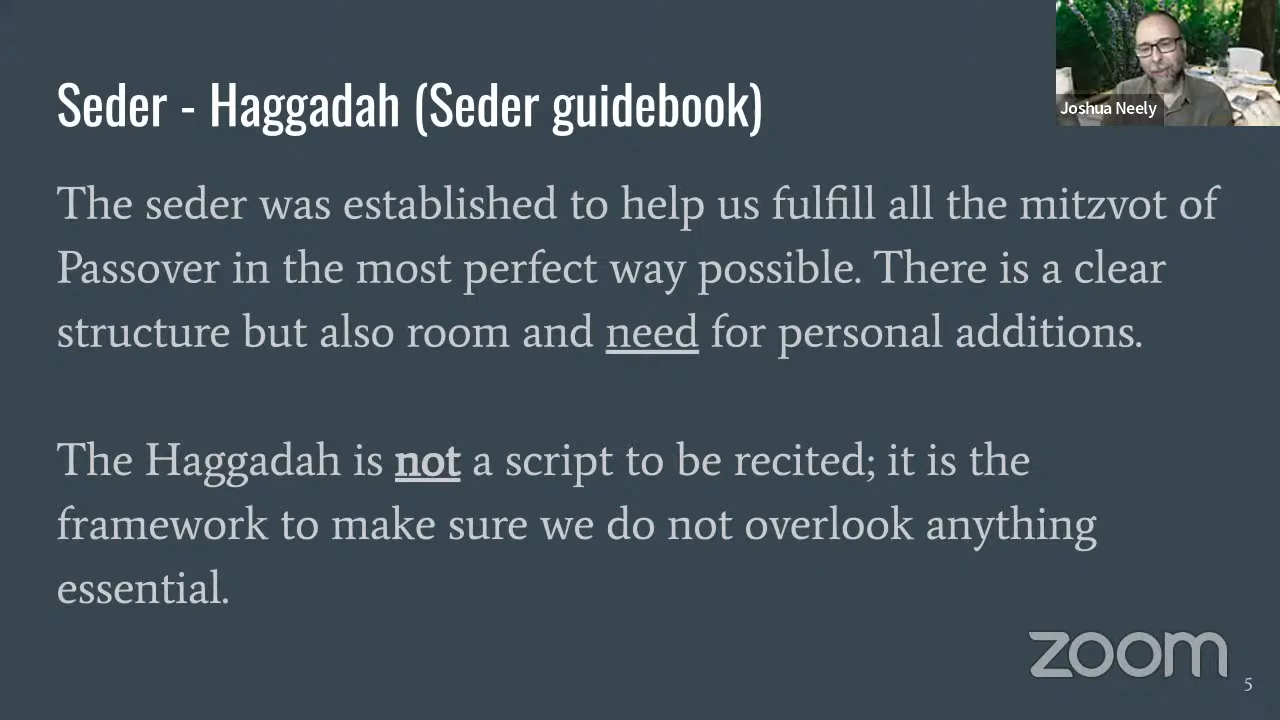 Seder - Haggadah (Seder guidebook)
Joshua Neely
The seder was established to help us fulfill all the mitzvot of
Passover in the most perfect way possible. There is a clear
structure but also room and need for personal additions.
The Haggadah is not a script to be recited; it is the
framework to make sure we do not overlook anything
essential.
zoom
5